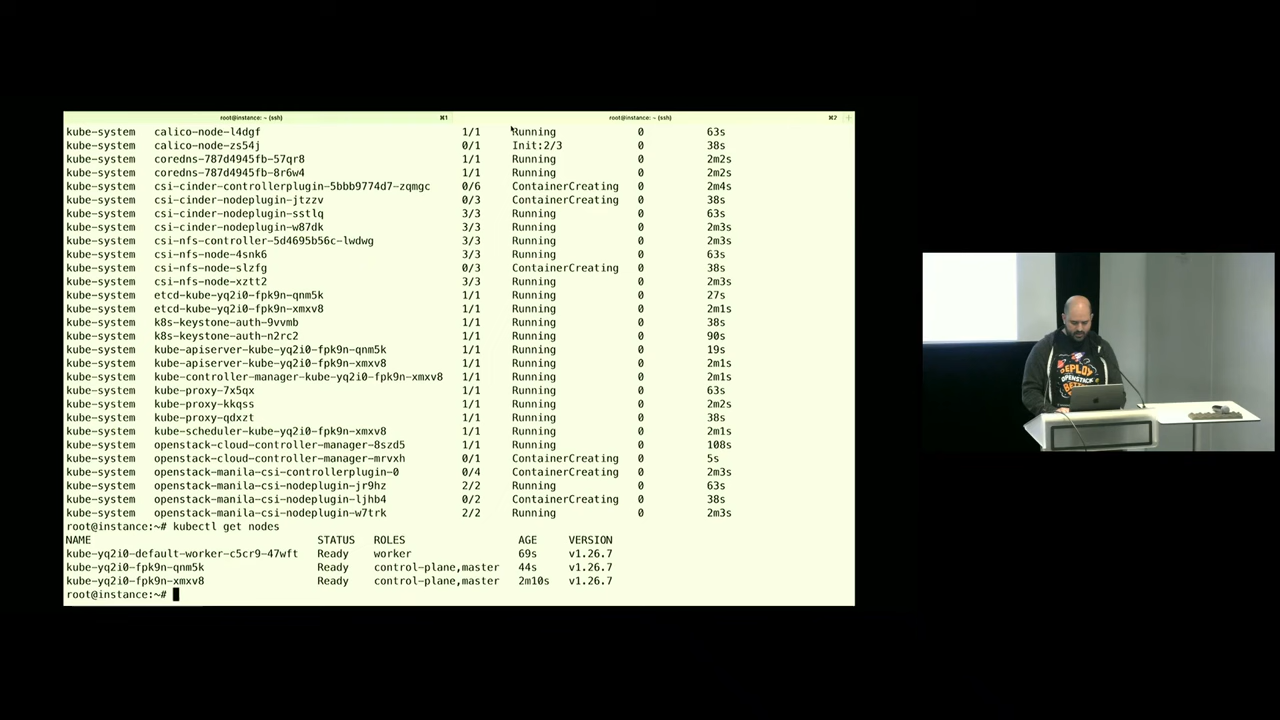 root@instance: ~ (ssh) ⌘1 root@instance: ~ (ssh) ⌘2 +
kube-system calico-node-l4dgf 1/1 Running 0 63s
kube-system calico-node-zs54j 0/1 Init:2/3 0 38s
kube-system coredns-787d4945fb-57qr8 1/1 Running 0 2m2s
kube-system coredns-787d4945fb-8r6w4 1/1 Running 0 2m2s
kube-system csi-cinder-controllerplugin-5bbb9774d7-zqmgc 0/6 ContainerCreating 0 2m4s
kube-system csi-cinder-nodeplugin-jtzzv 0/3 ContainerCreating 0 38s
kube-system csi-cinder-nodeplugin-sstlq 3/3 Running 0 63s
kube-system csi-cinder-nodeplugin-w87dk 3/3 Running 0 2m3s
kube-system csi-nfs-controller-5d4695b56c-lwdwg 3/3 Running 0 2m3s
kube-system csi-nfs-node-4snk6 3/3 Running 0 63s
kube-system csi-nfs-node-slzfg 0/3 ContainerCreating 0 38s
kube-system csi-nfs-node-xztt2 3/3 Running 0 2m3s
kube-system etcd-kube-yq2i0-fpk9n-qnm5k 1/1 Running 0 27s
kube-system etcd-kube-yq2i0-fpk9n-xmxv8 1/1 Running 0 2m1s
kube-system k8s-keystone-auth-9vvmb 1/1 Running 0 38s
kube-system k8s-keystone-auth-n2rc2 1/1 Running 0 90s
kube-system kube-apiserver-kube-yq2i0-fpk9n-qnm5k 1/1 Running 0 19s
kube-system kube-apiserver-kube-yq2i0-fpk9n-xmxv8 1/1 Running 0 2m1s
kube-system kube-controller-manager-kube-yq2i0-fpk9n-xmxv8 1/1 Running 0 2m1s
kube-system kube-proxy-7x5qx 1/1 Running 0 63s
kube-system kube-proxy-kkqss 1/1 Running 0 2m2s
kube-system kube-proxy-qdxzt 1/1 Running 0 38s
kube-system kube-scheduler-kube-yq2i0-fpk9n-xmxv8 1/1 Running 0 2m1s
kube-system openstack-cloud-controller-manager-8szd5 1/1 Running 0 108s
kube-system openstack-cloud-controller-manager-mrvxh 0/1 ContainerCreating 0 5s
kube-system openstack-manila-csi-controllerplugin-0 0/4 ContainerCreating 0 2m3s
kube-system openstack-manila-csi-nodeplugin-jr9hz 2/2 Running 0 63s
kube-system openstack-manila-csi-nodeplugin-ljhb4 0/2 ContainerCreating 0 38s
kube-system openstack-manila-csi-nodeplugin-w7trk 2/2 Running 0 2m3s
root@instance:~# kubectl get nodes
NAME STATUS ROLES AGE VERSION
kube-yq2i0-default-worker-c5cr9-47wft Ready worker 69s v1.26.7
kube-yq2i0-fpk9n-qnm5k Ready control-plane,master 44s v1.26.7
kube-yq2i0-fpk9n-xmxv8 Ready control-plane,master 2m10s v1.26.7
root@instance:~#
DEPLOY
OPENSTACK
BETTER